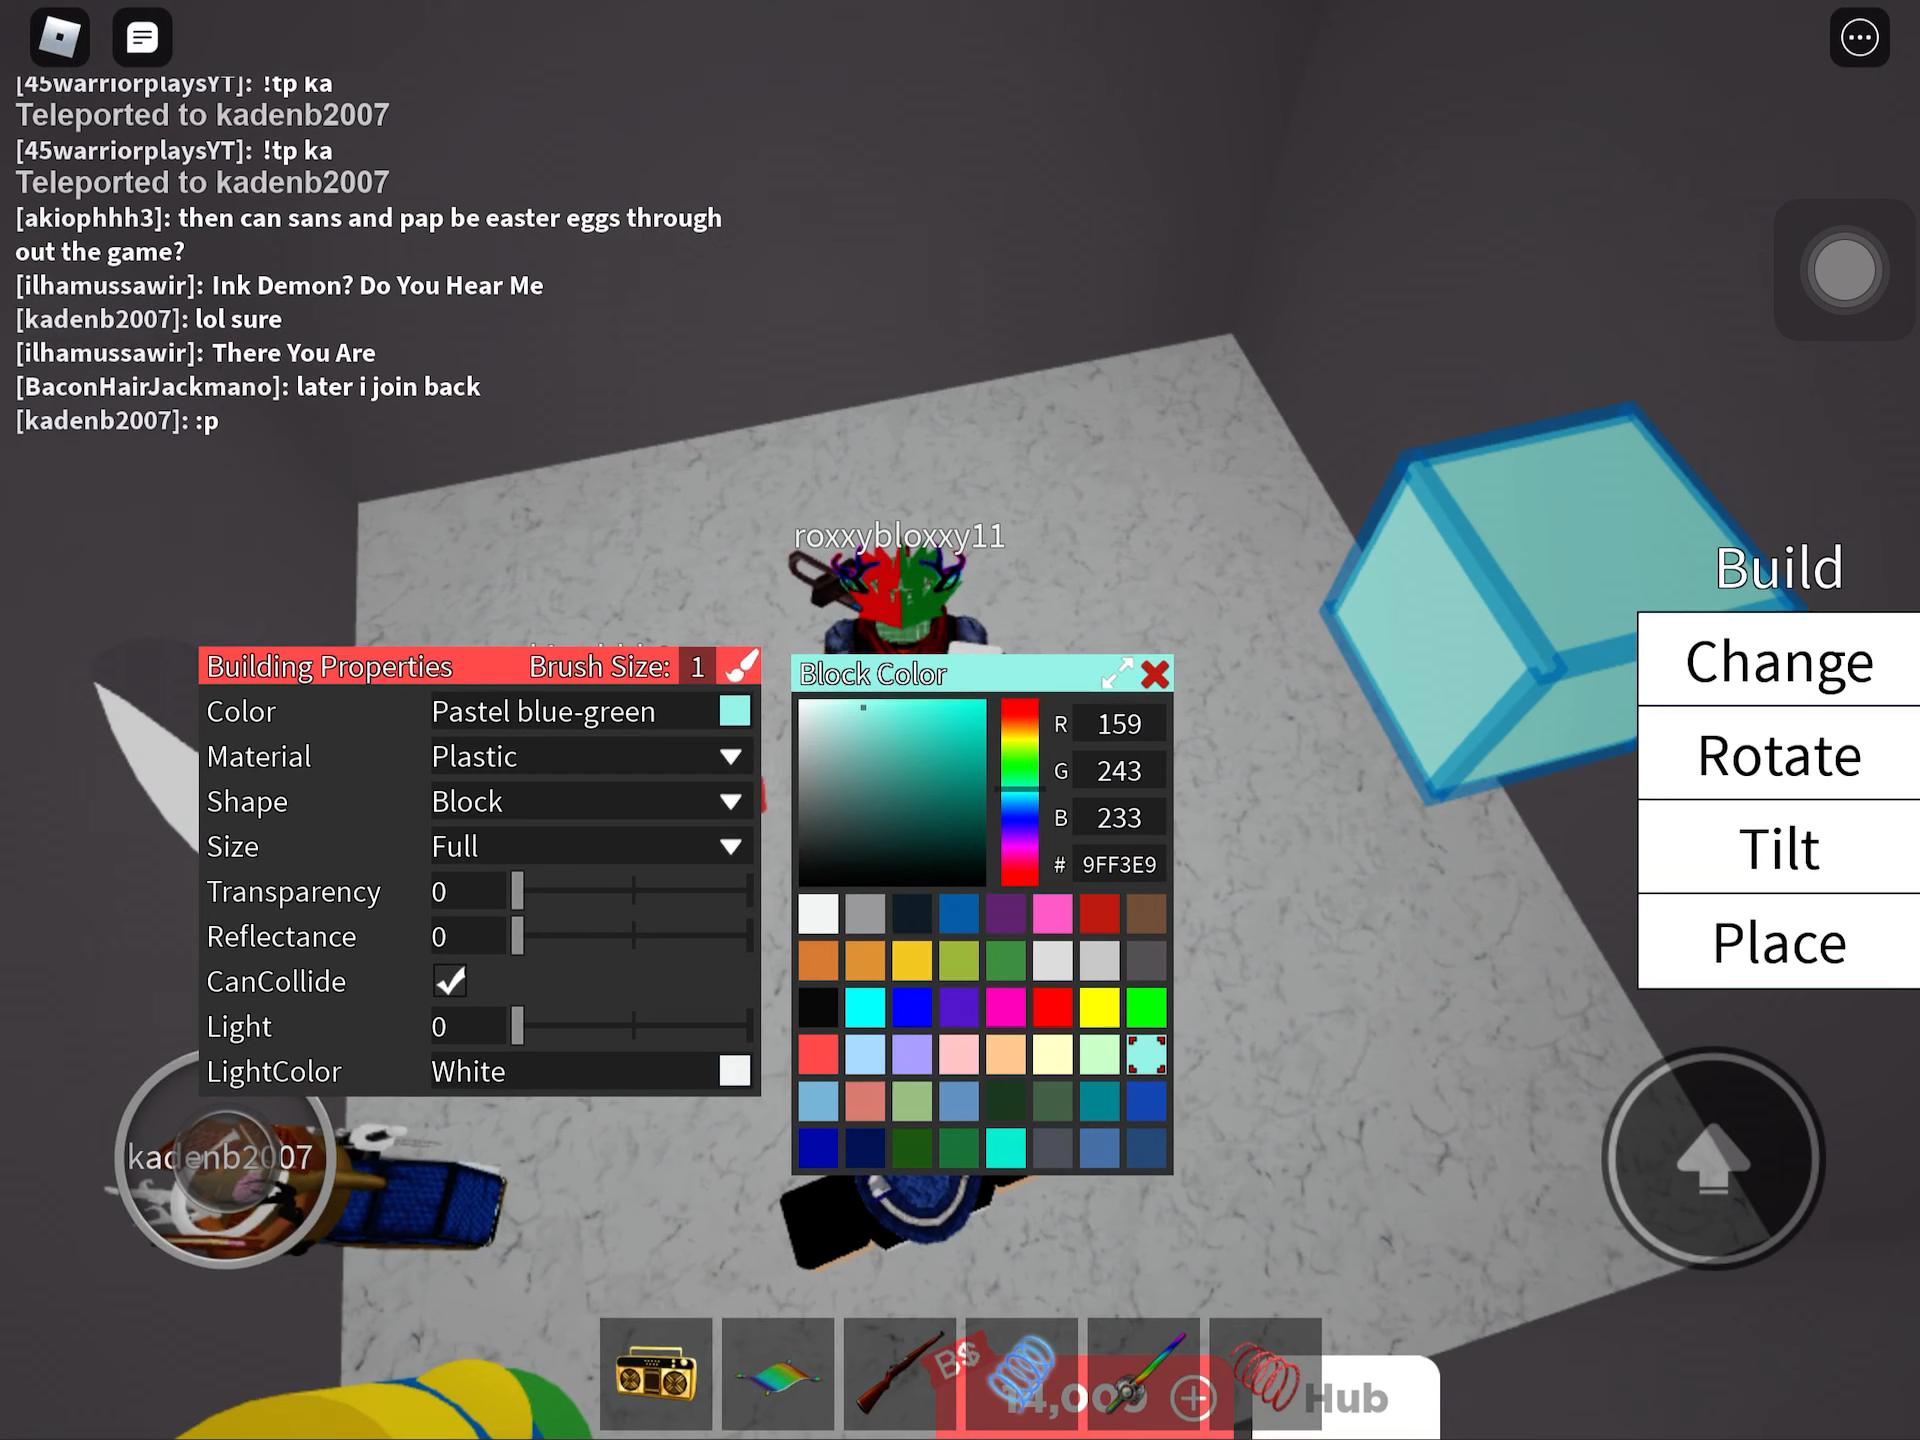 [45warriorplaysYT]: !tp ka
Teleported to kadenb2007
[45warriorplaysYT]: !tp ka
Teleported to kadenb2007
[akiophhh3]: then can sans and pap be easter eggs through
out the game?
[ilhamussawir]: Ink Demon? Do You Hear Me
[kadenb2007]: lol sure
[ilhamussawir]: There You Are
[BaconHairJackmano]: later i join back
[kadenb2007]: :p
roxxybloxxy11
Build
Change
Rotate
Tilt
Place
Building Properties Brush Size: 1
Color Pastel blue-green
Material Plastic
Shape Block
Size Full
Transparency 0
Reflectance 0
CanCollide
Light 0
LightColor White
Block Color
R 159
G 243
B 233
# 9FF3E9
kadenb2007
B$
14,009
Hub